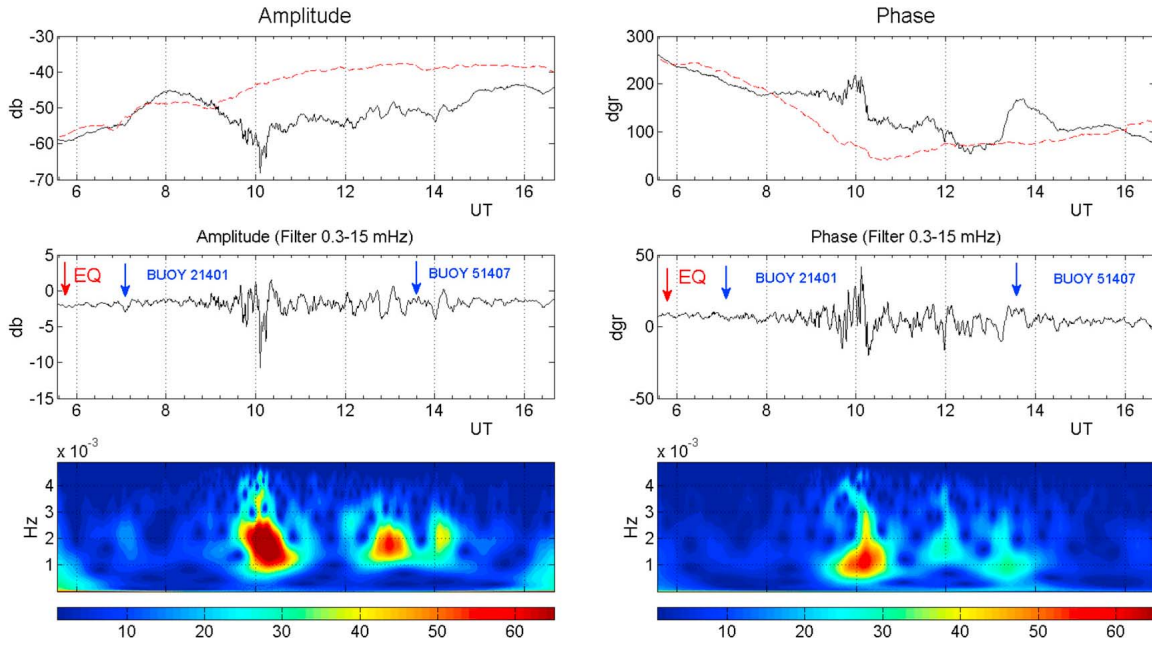 Amplitude
Phase
-30
-40
-50
-60
-70
db
6 8 10 12 14 16
UT
300
200
100
0
dgr
6 8 10 12 14 16
UT
Amplitude (Filter 0.3-15 mHz)
Phase (Filter 0.3-15 mHz)
5
0
-5
-10
-15
db
EQ
BUOY 21401
BUOY 51407
6 8 10 12 14 16
UT
50
0
-50
dgr
EQ
BUOY 21401
BUOY 51407
6 8 10 12 14 16
UT
x 10⁻³
4
3
2
1
Hz
10 20 30 40 50 60
x 10⁻³
4
3
2
1
Hz
10 20 30 40 50 60